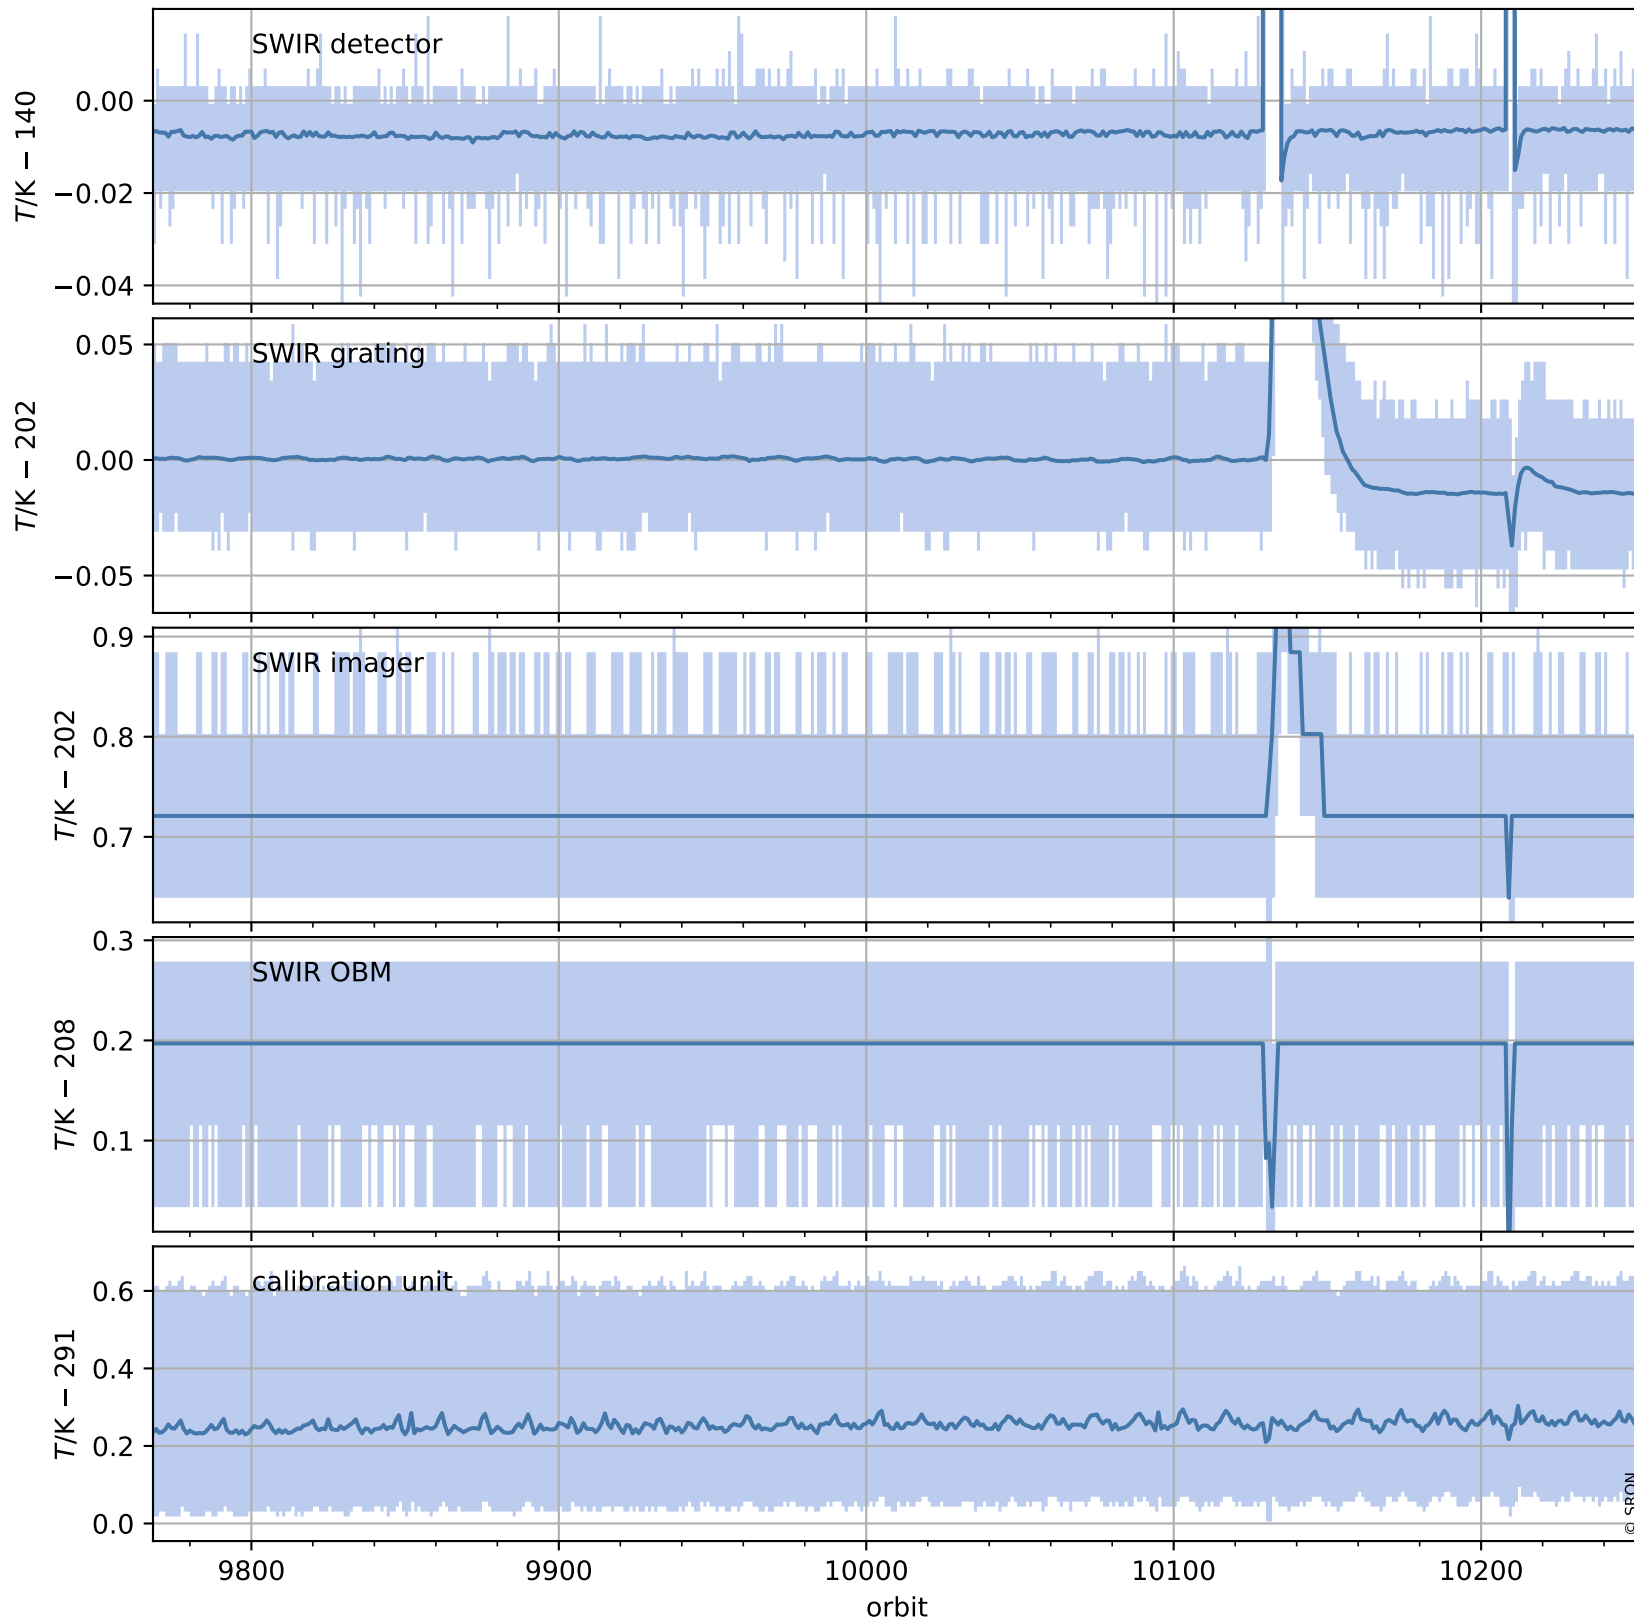 SWIR detector
T/K − 140
0.00
−0.02
−0.04
SWIR grating
T/K − 202
0.05
0.00
−0.05
SWIR imager
T/K − 202
0.9
0.8
0.7
SWIR OBM
T/K − 208
0.3
0.2
0.1
calibration unit
T/K − 291
0.6
0.4
0.2
0.0
© SRON
9800
9900
10000
10100
10200
orbit